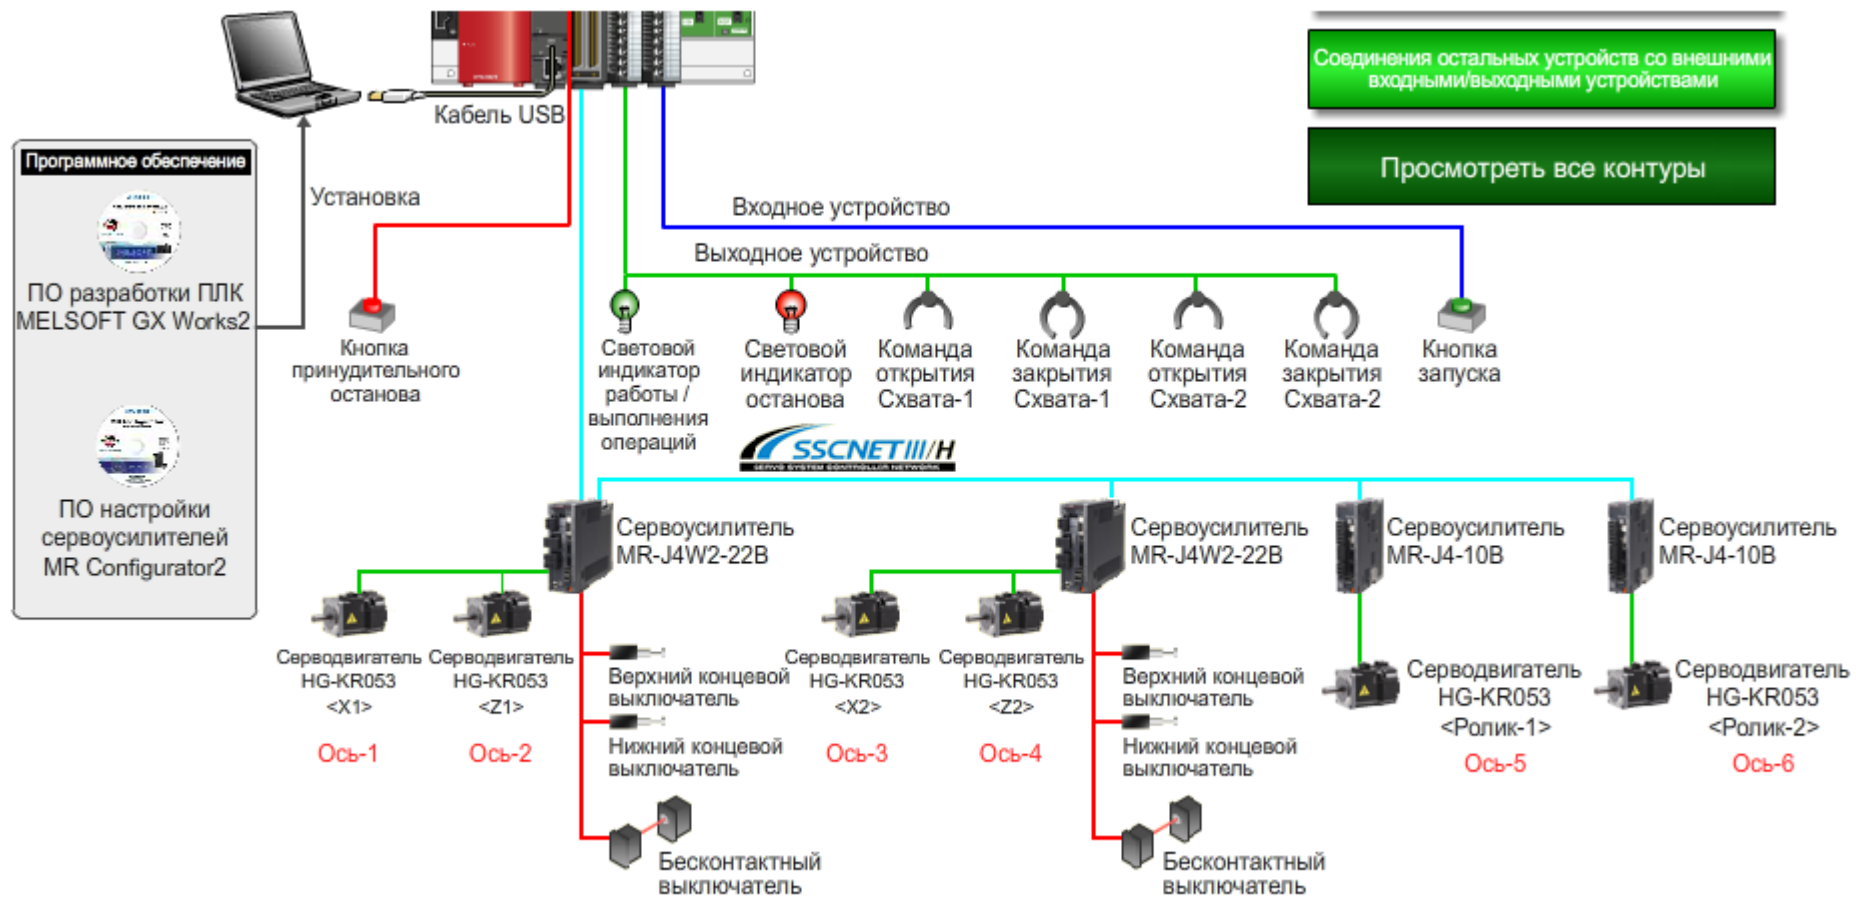 Соединения остальных устройств со внешними
входными/выходными устройствами
Просмотреть все контуры
Кабель USB
Программное обеспечение
ПО разработки ПЛК
MELSOFT GX Works2
ПО настройки
сервоусилителей
MR Configurator2
Установка
Входное устройство
Выходное устройство
Кнопка
принудительного
останова
Световой
индикатор
работы /
выполнения
операций
Световой
индикатор
останова
Команда
открытия
Схвата-1
Команда
закрытия
Схвата-1
Команда
открытия
Схвата-2
Команда
закрытия
Схвата-2
Кнопка
запуска
SSCNETIII/H
SERVO SYSTEM CONTROLLER NETWORK
Сервоусилитель
MR-J4W2-22B
Сервоусилитель
MR-J4W2-22B
Сервоусилитель
MR-J4-10B
Сервоусилитель
MR-J4-10B
Серводвигатель
HG-KR053
<X1>
Ось-1
Серводвигатель
HG-KR053
<Z1>
Ось-2
Верхний концевой
выключатель
Нижний концевой
выключатель
Бесконтактный
выключатель
Серводвигатель
HG-KR053
<X2>
Ось-3
Серводвигатель
HG-KR053
<Z2>
Ось-4
Верхний концевой
выключатель
Нижний концевой
выключатель
Бесконтактный
выключатель
Серводвигатель
HG-KR053
<Ролик-1>
Ось-5
Серводвигатель
HG-KR053
<Ролик-2>
Ось-6